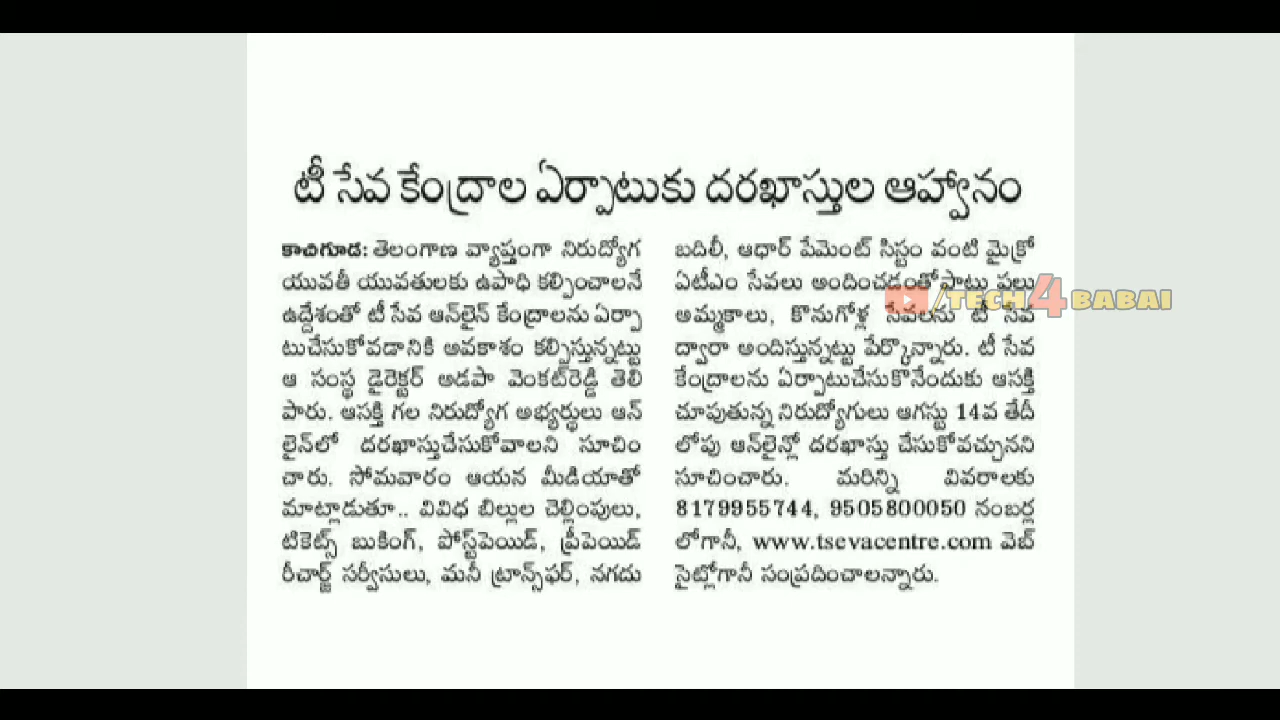 టీ సేవ కేంద్రాల ఏర్పాటుకు దరఖాస్తుల ఆహ్వానం
కాచిగూడ: తెలంగాణ వ్యాప్తంగా నిరుద్యోగ
యువతీ యువతులకు ఉపాధి కల్పించాలనే
ఉద్దేశంతో టీ సేవ ఆన్‌లైన్ కేంద్రాలను ఏర్పా
టుచేసుకోవడానికి అవకాశం కల్పిస్తున్నట్టు
ఆ సంస్థ డైరెక్టర్ అడపా వెంకట్‌రెడ్డి తెలి
పారు. ఆసక్తి గల నిరుద్యోగ అభ్యర్థులు ఆన్
లైన్‌లో దరఖాస్తుచేసుకోవాలని సూచిం
చారు. సోమవారం ఆయన మీడియాతో
మాట్లాడుతూ.. వివిధ బిల్లుల చెల్లింపులు,
టికెట్స్ బుకింగ్, పోస్ట్‌పెయిడ్, ప్రీపెయిడ్
రీచార్జ్ సర్వీసులు, మనీ ట్రాన్స్‌ఫర్, నగదు
బదిలీ, ఆధార్ పేమెంట్ సిస్టం వంటి మైక్రో
ఏటీఎం సేవలు అందించడంతోపాటు పలు
అమ్మకాలు, కొనుగోళ్ల సేవలను టీ సేవ
ద్వారా అందిస్తున్నట్టు పేర్కొన్నారు. టీ సేవ
కేంద్రాలను ఏర్పాటుచేసుకొనేందుకు ఆసక్తి
చూపుతున్న నిరుద్యోగులు ఆగస్టు 14వ తేదీ
లోపు ఆన్‌లైన్లో దరఖాస్తు చేసుకోవచ్చునని
సూచించారు. మరిన్ని వివరాలకు
8179955744, 9505800050 నంబర్ల
లోగానీ, www.tsevacentre.com వెబ్
సైట్లోగానీ సంప్రదించాలన్నారు.
/TECH4BABAI